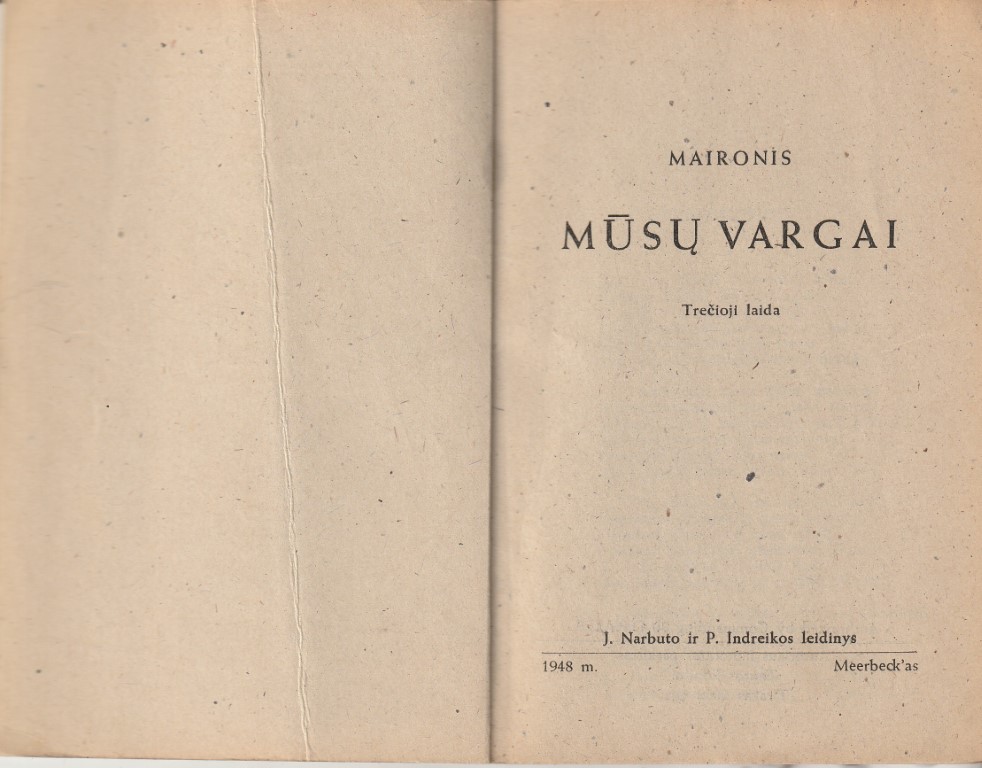 MAIRONIS
MŪSŲ VARGAI
Trečioji laida
J. Narbuto ir P. Indreikos leidinys
1948 m. Meerbeck'as